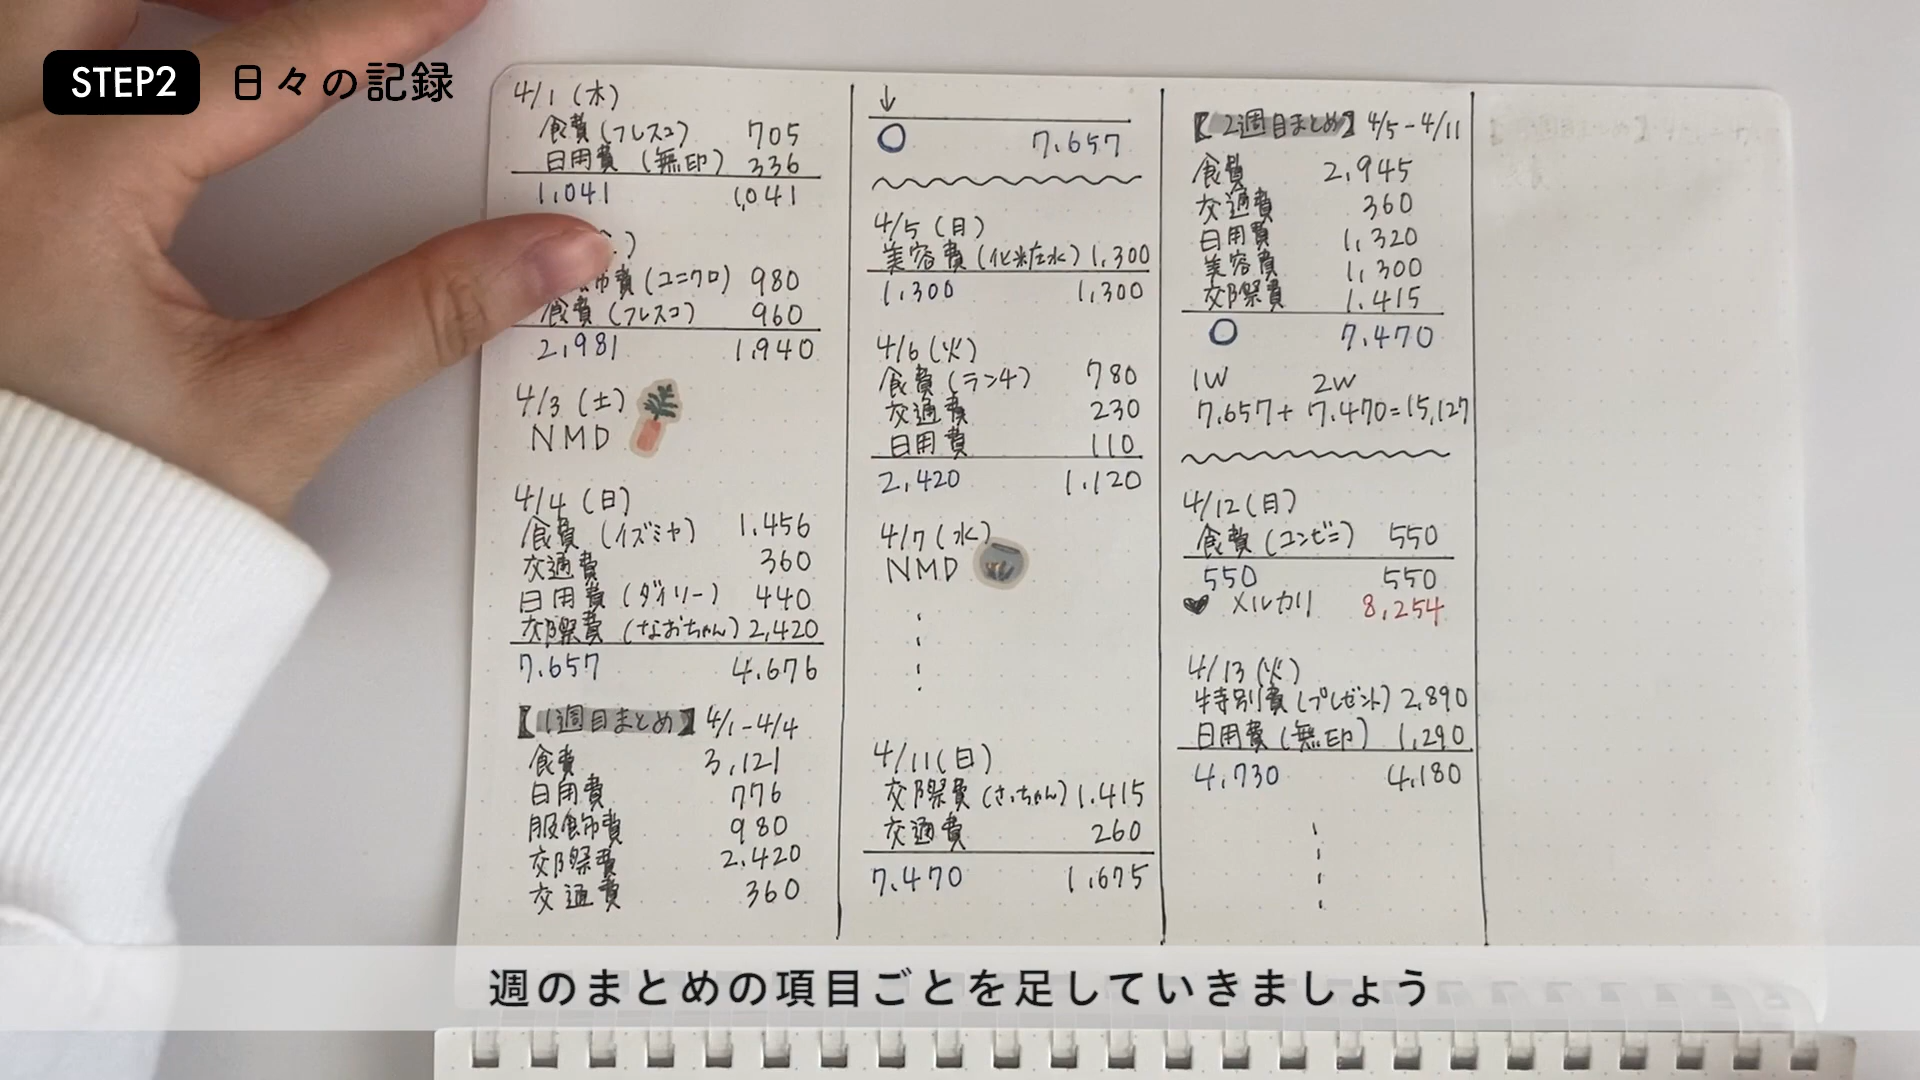 STEP2 日々の記録
4/1 (木)
食費 (フレスコ) 705
日用費 (無印) 336
1,041 1,041
飾費 (ユニクロ) 980
食費 (フレスコ) 960
2,981 1,940
4/3 (土)
NMD
4/4 (日)
食費 (イズミヤ) 1,456
交通費 360
日用費 (ダイソー) 440
交際費 (なおちゃん) 2,420
7,657 4,676
【1週目まとめ】 4/1-4/4
食費 3,121
日用費 776
服飾費 980
交際費 2,420
交通費 360
↓
○ 7,657
4/5 (日)
美容費 (化粧水) 1,300
1,300 1,300
4/6 (火)
食費 (ランチ) 780
交通費 230
日用費 110
2,420 1,120
4/7 (水)
NMD
4/11 (日)
交際費 (さっちゃん) 1,415
交通費 260
7,470 1,675
【2週目まとめ】 4/5-4/11
食費 2,945
交通費 360
日用費 1,320
美容費 1,300
交際費 1,415
○ 7,470
1W 2W
7,657+7,470=15,127
4/12 (月)
食費 (コンビニ) 550
550 550
♥ メルカリ 8,254
4/13 (火)
特別費 (プレゼント) 2,890
日用費 (無印) 1,290
4,730 4,180
週のまとめの項目ごとを足していきましょう